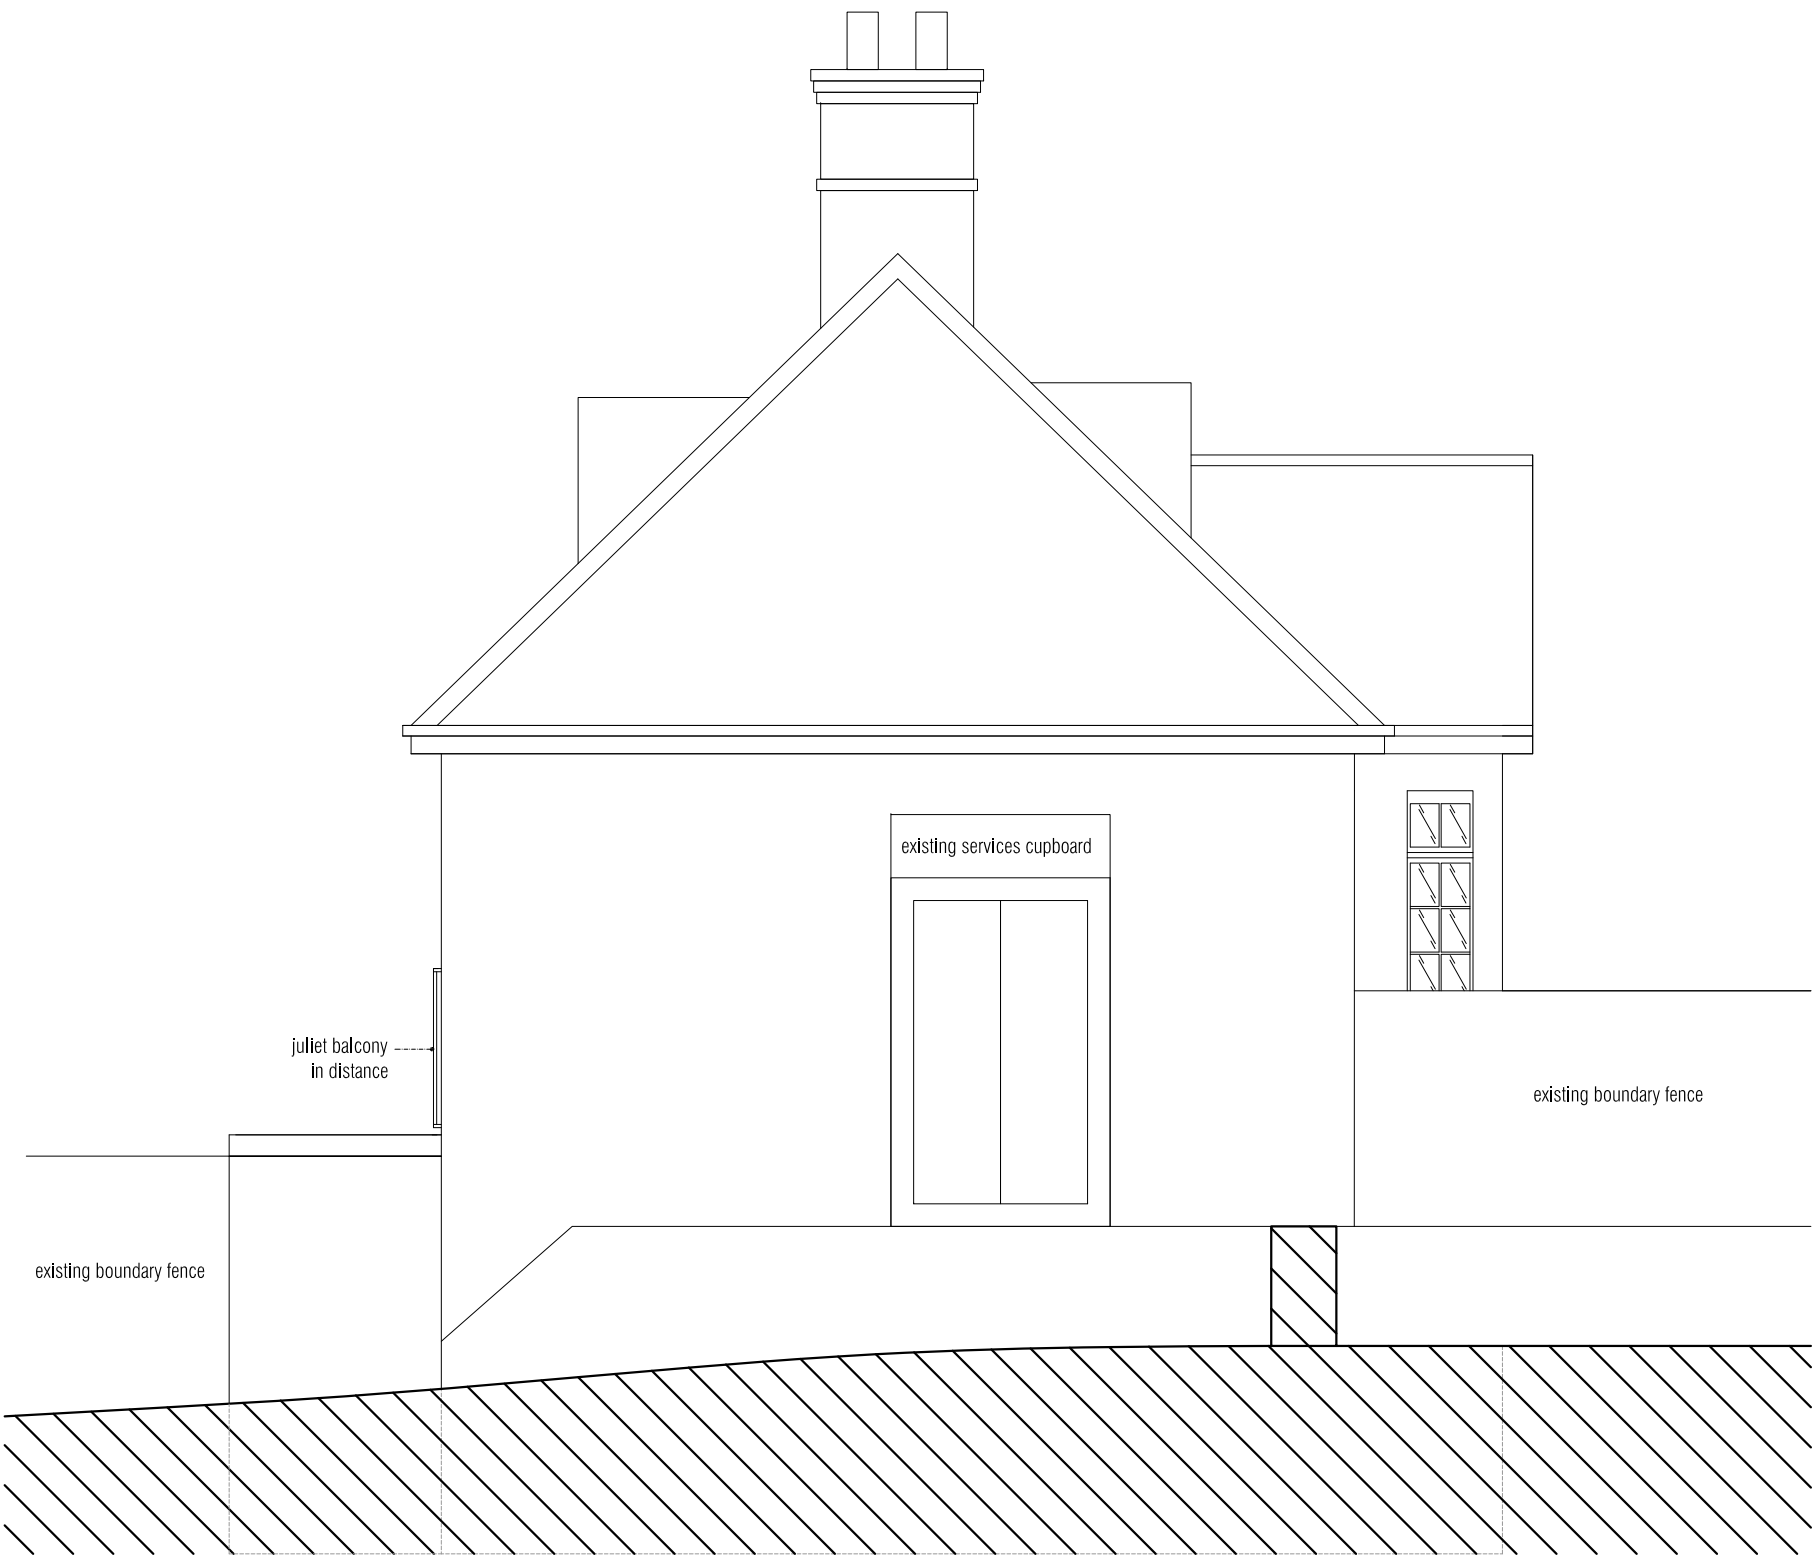 existing services cupboard
juliet balcony
in distance
existing boundary fence
existing boundary fence